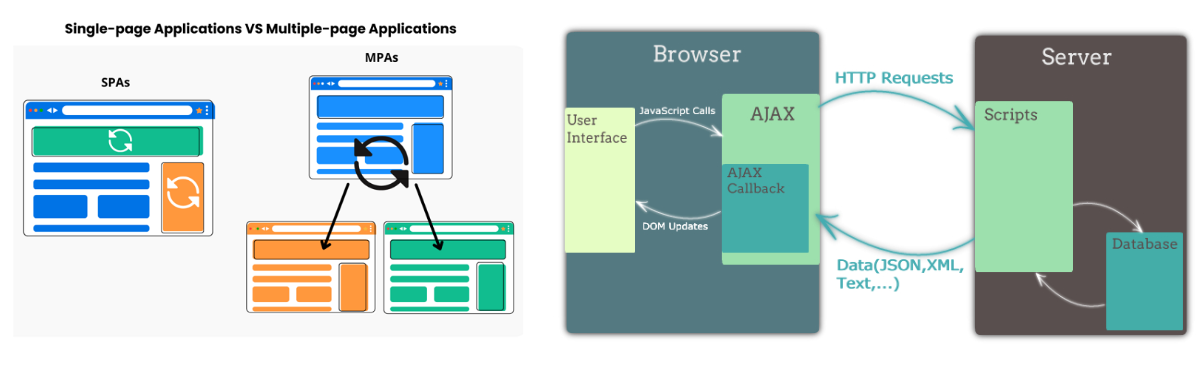 Single-page Applications VS Multiple-page Applications
MPAs
SPAs
Browser
Server
HTTP Requests
User
Interface
JavaScript Calls
AJAX
Scripts
AJAX
Callback
DOM Updates
Database
Data(JSON,XML,
Text,...)